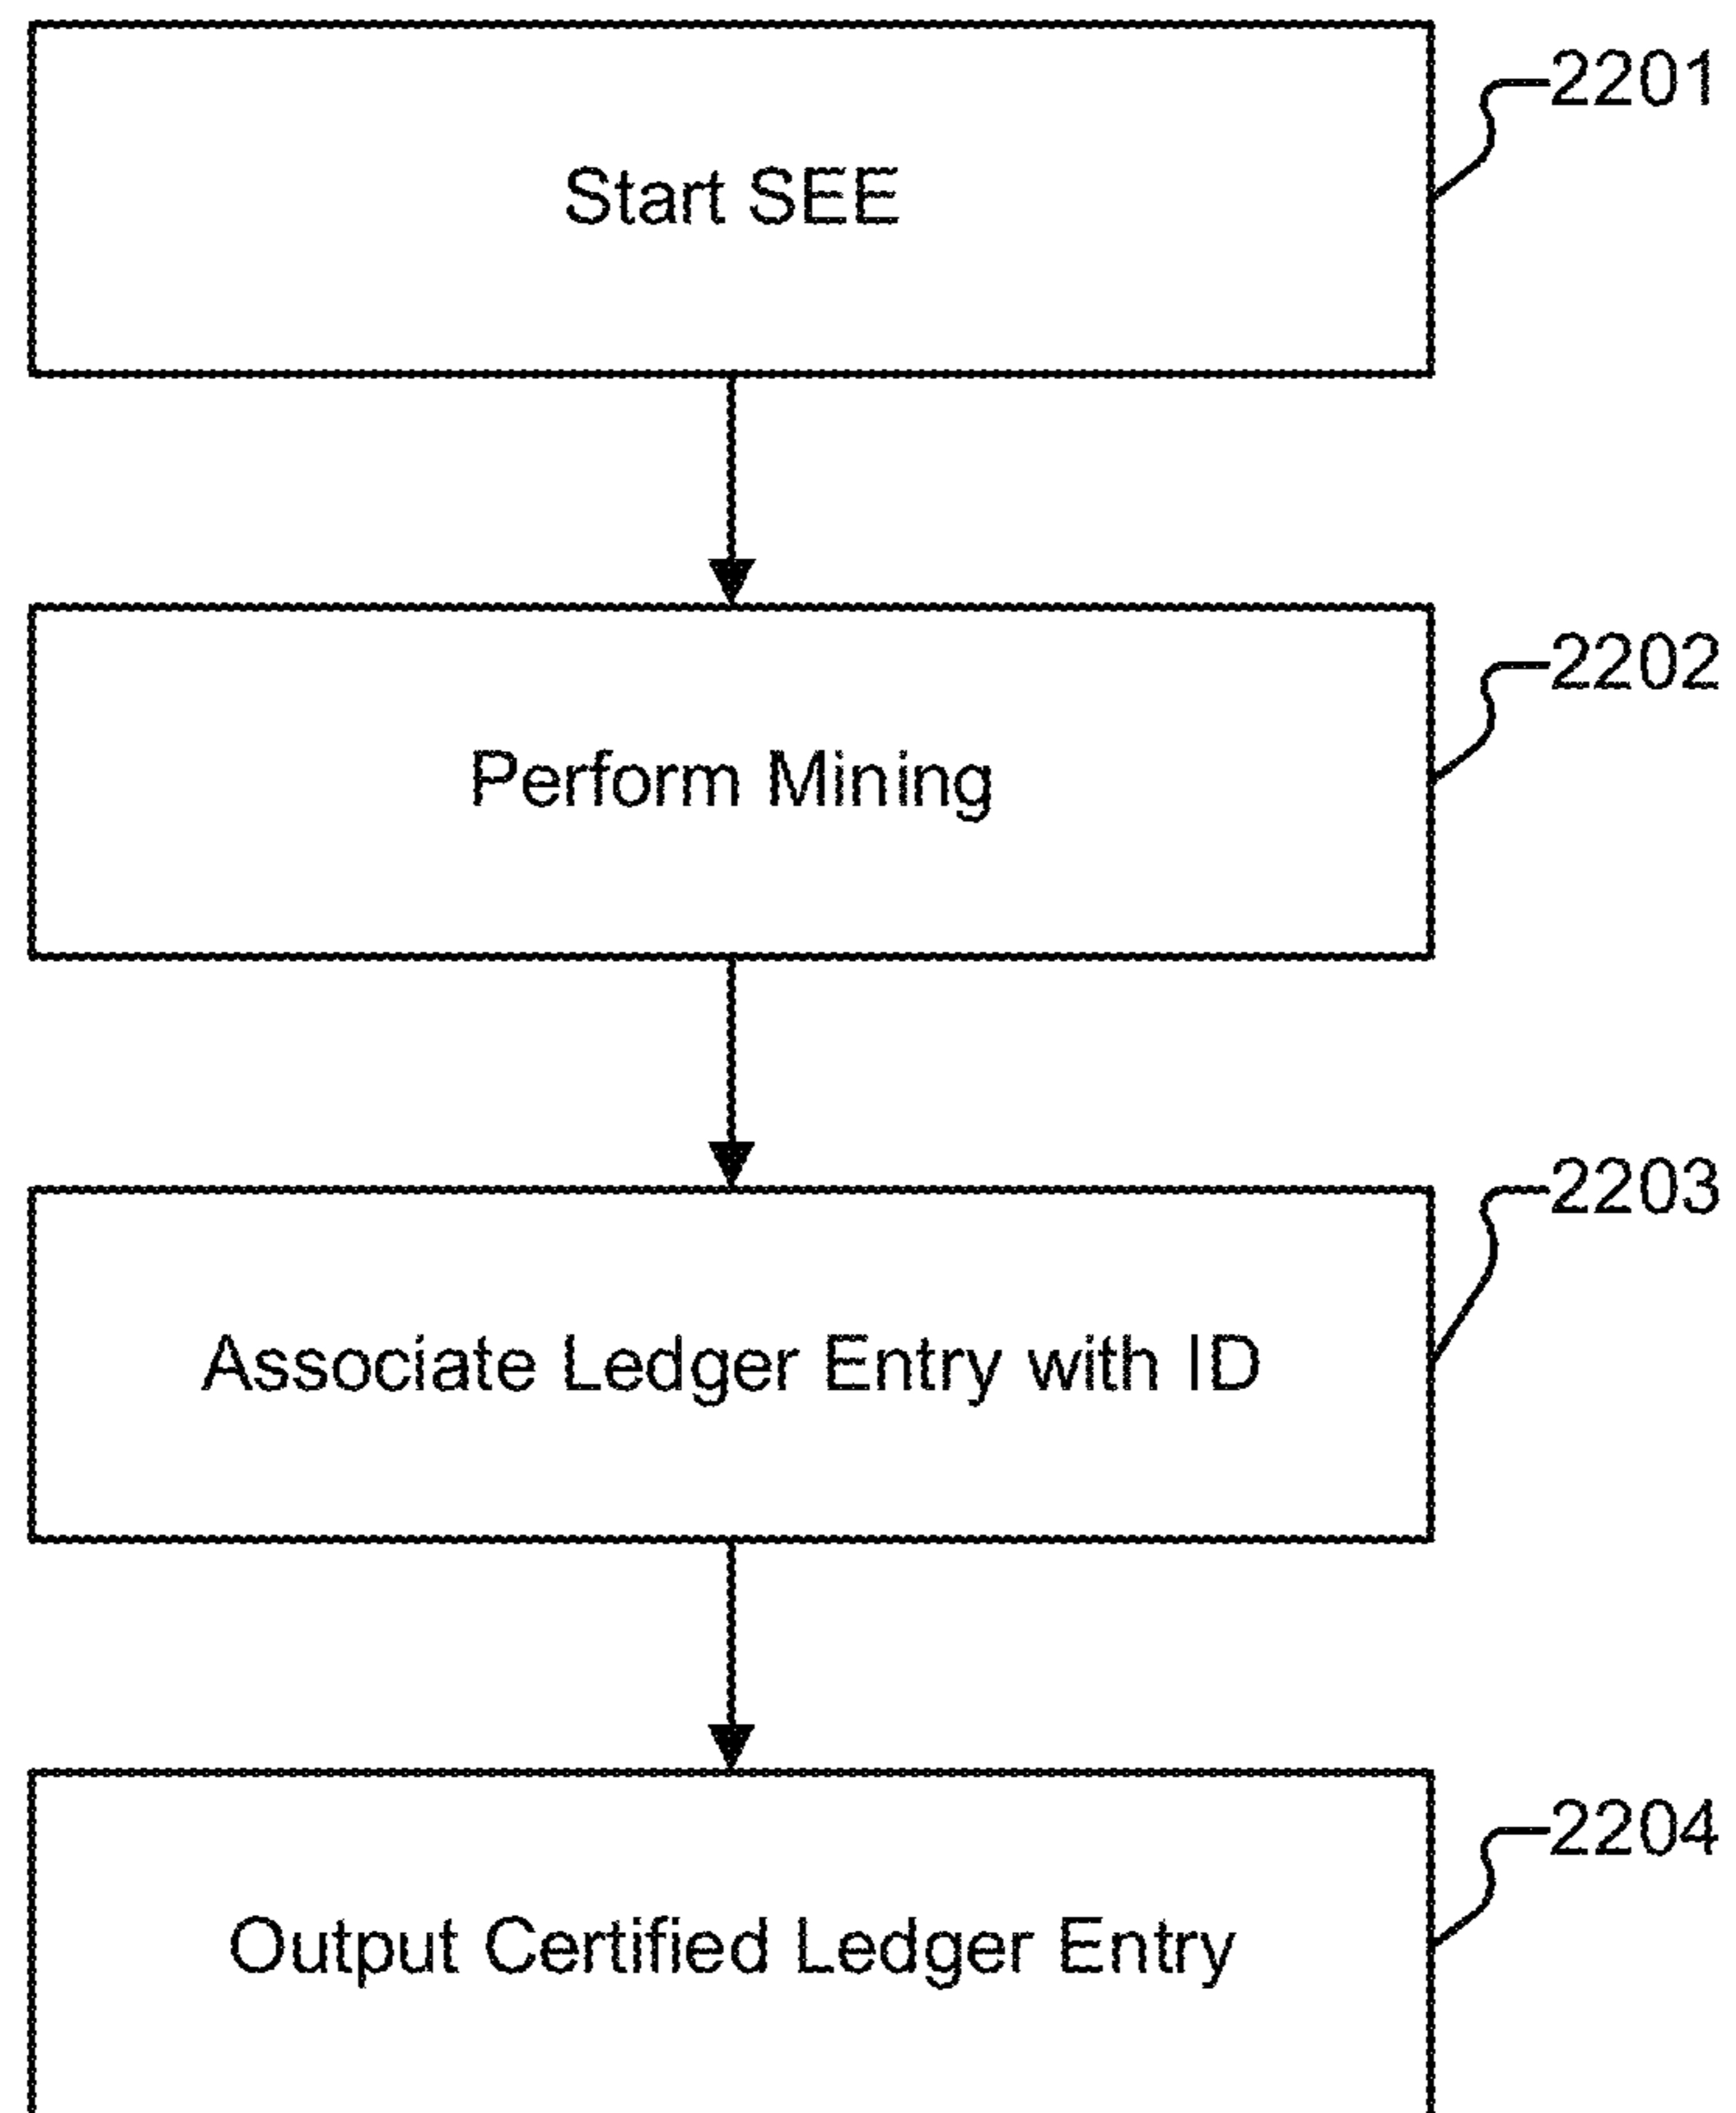 2201
Start SEE
2202
Perform Mining
2203
Associate Ledger Entry with ID
2204
Output Certified Ledger Entry